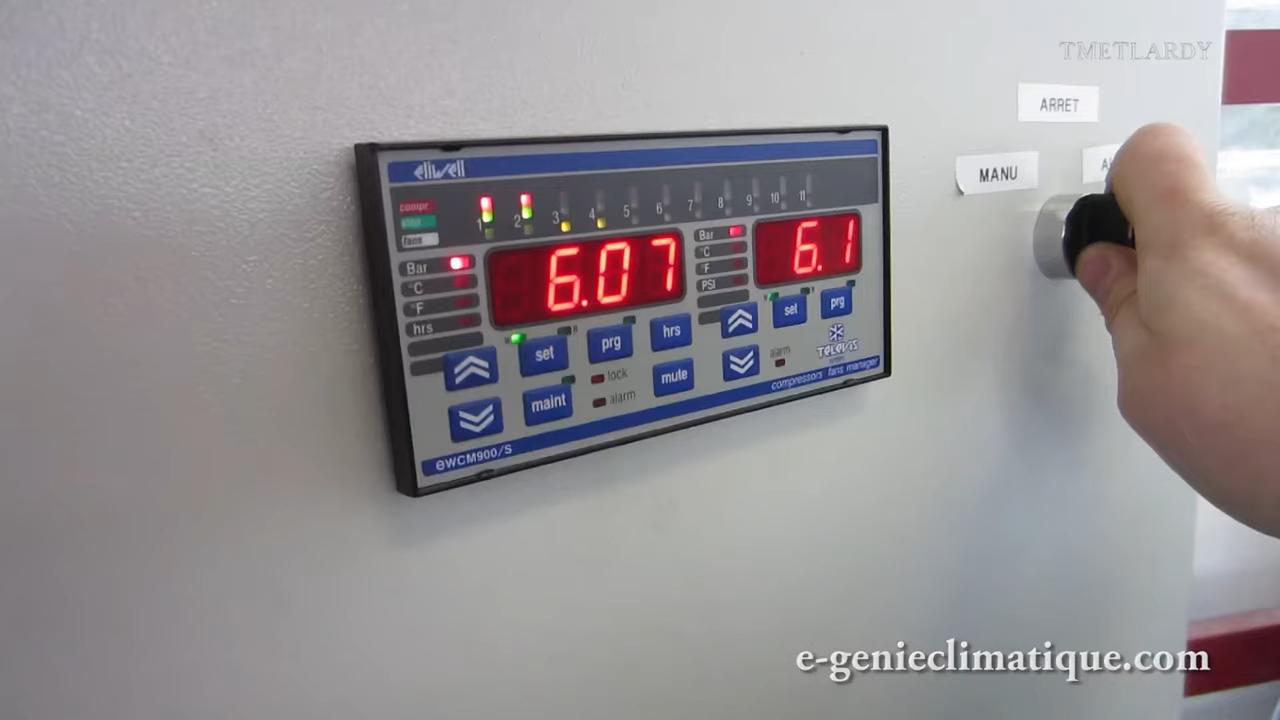 TMETLARDY
ARRET
MANU
eliwell
compr
fans
1 2 3 4 5 6 7 8 9 10 11
Bar
°C
°F
hrs
6.07
Bar
°C
°F
PSI
6.1
set
prg
hrs
set
prg
maint
lock
alarm
mute
alarm
TELEVIS
compressors fans manager
eWCM900/S
e-genieclimatique.com